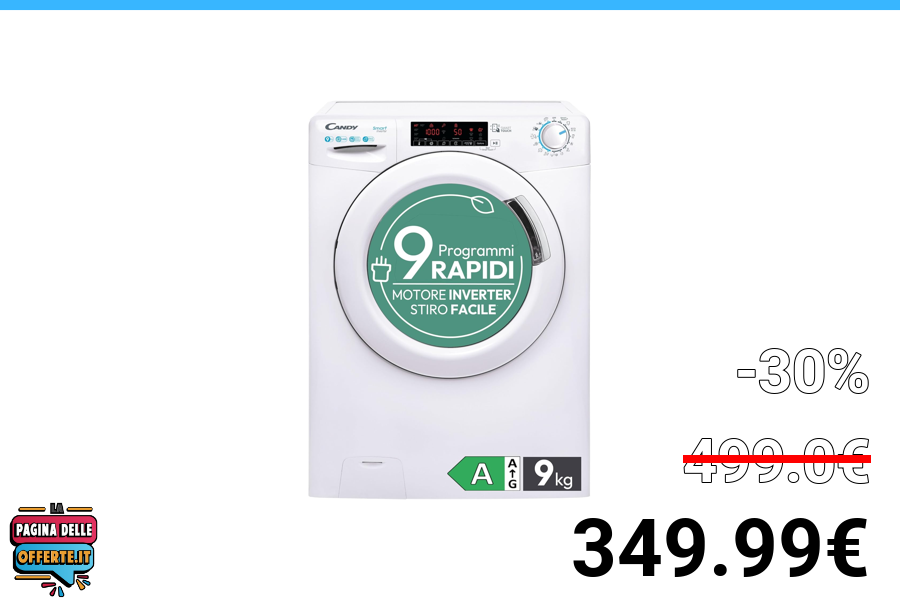 CANDY
Smart
1000 50
9 Programmi
RAPIDI
MOTORE INVERTER
STIRO FACILE
-30%
499.0€
A
A
G
9kg
349.99€
LA
PAGINA DELLE
OFFERTE.IT